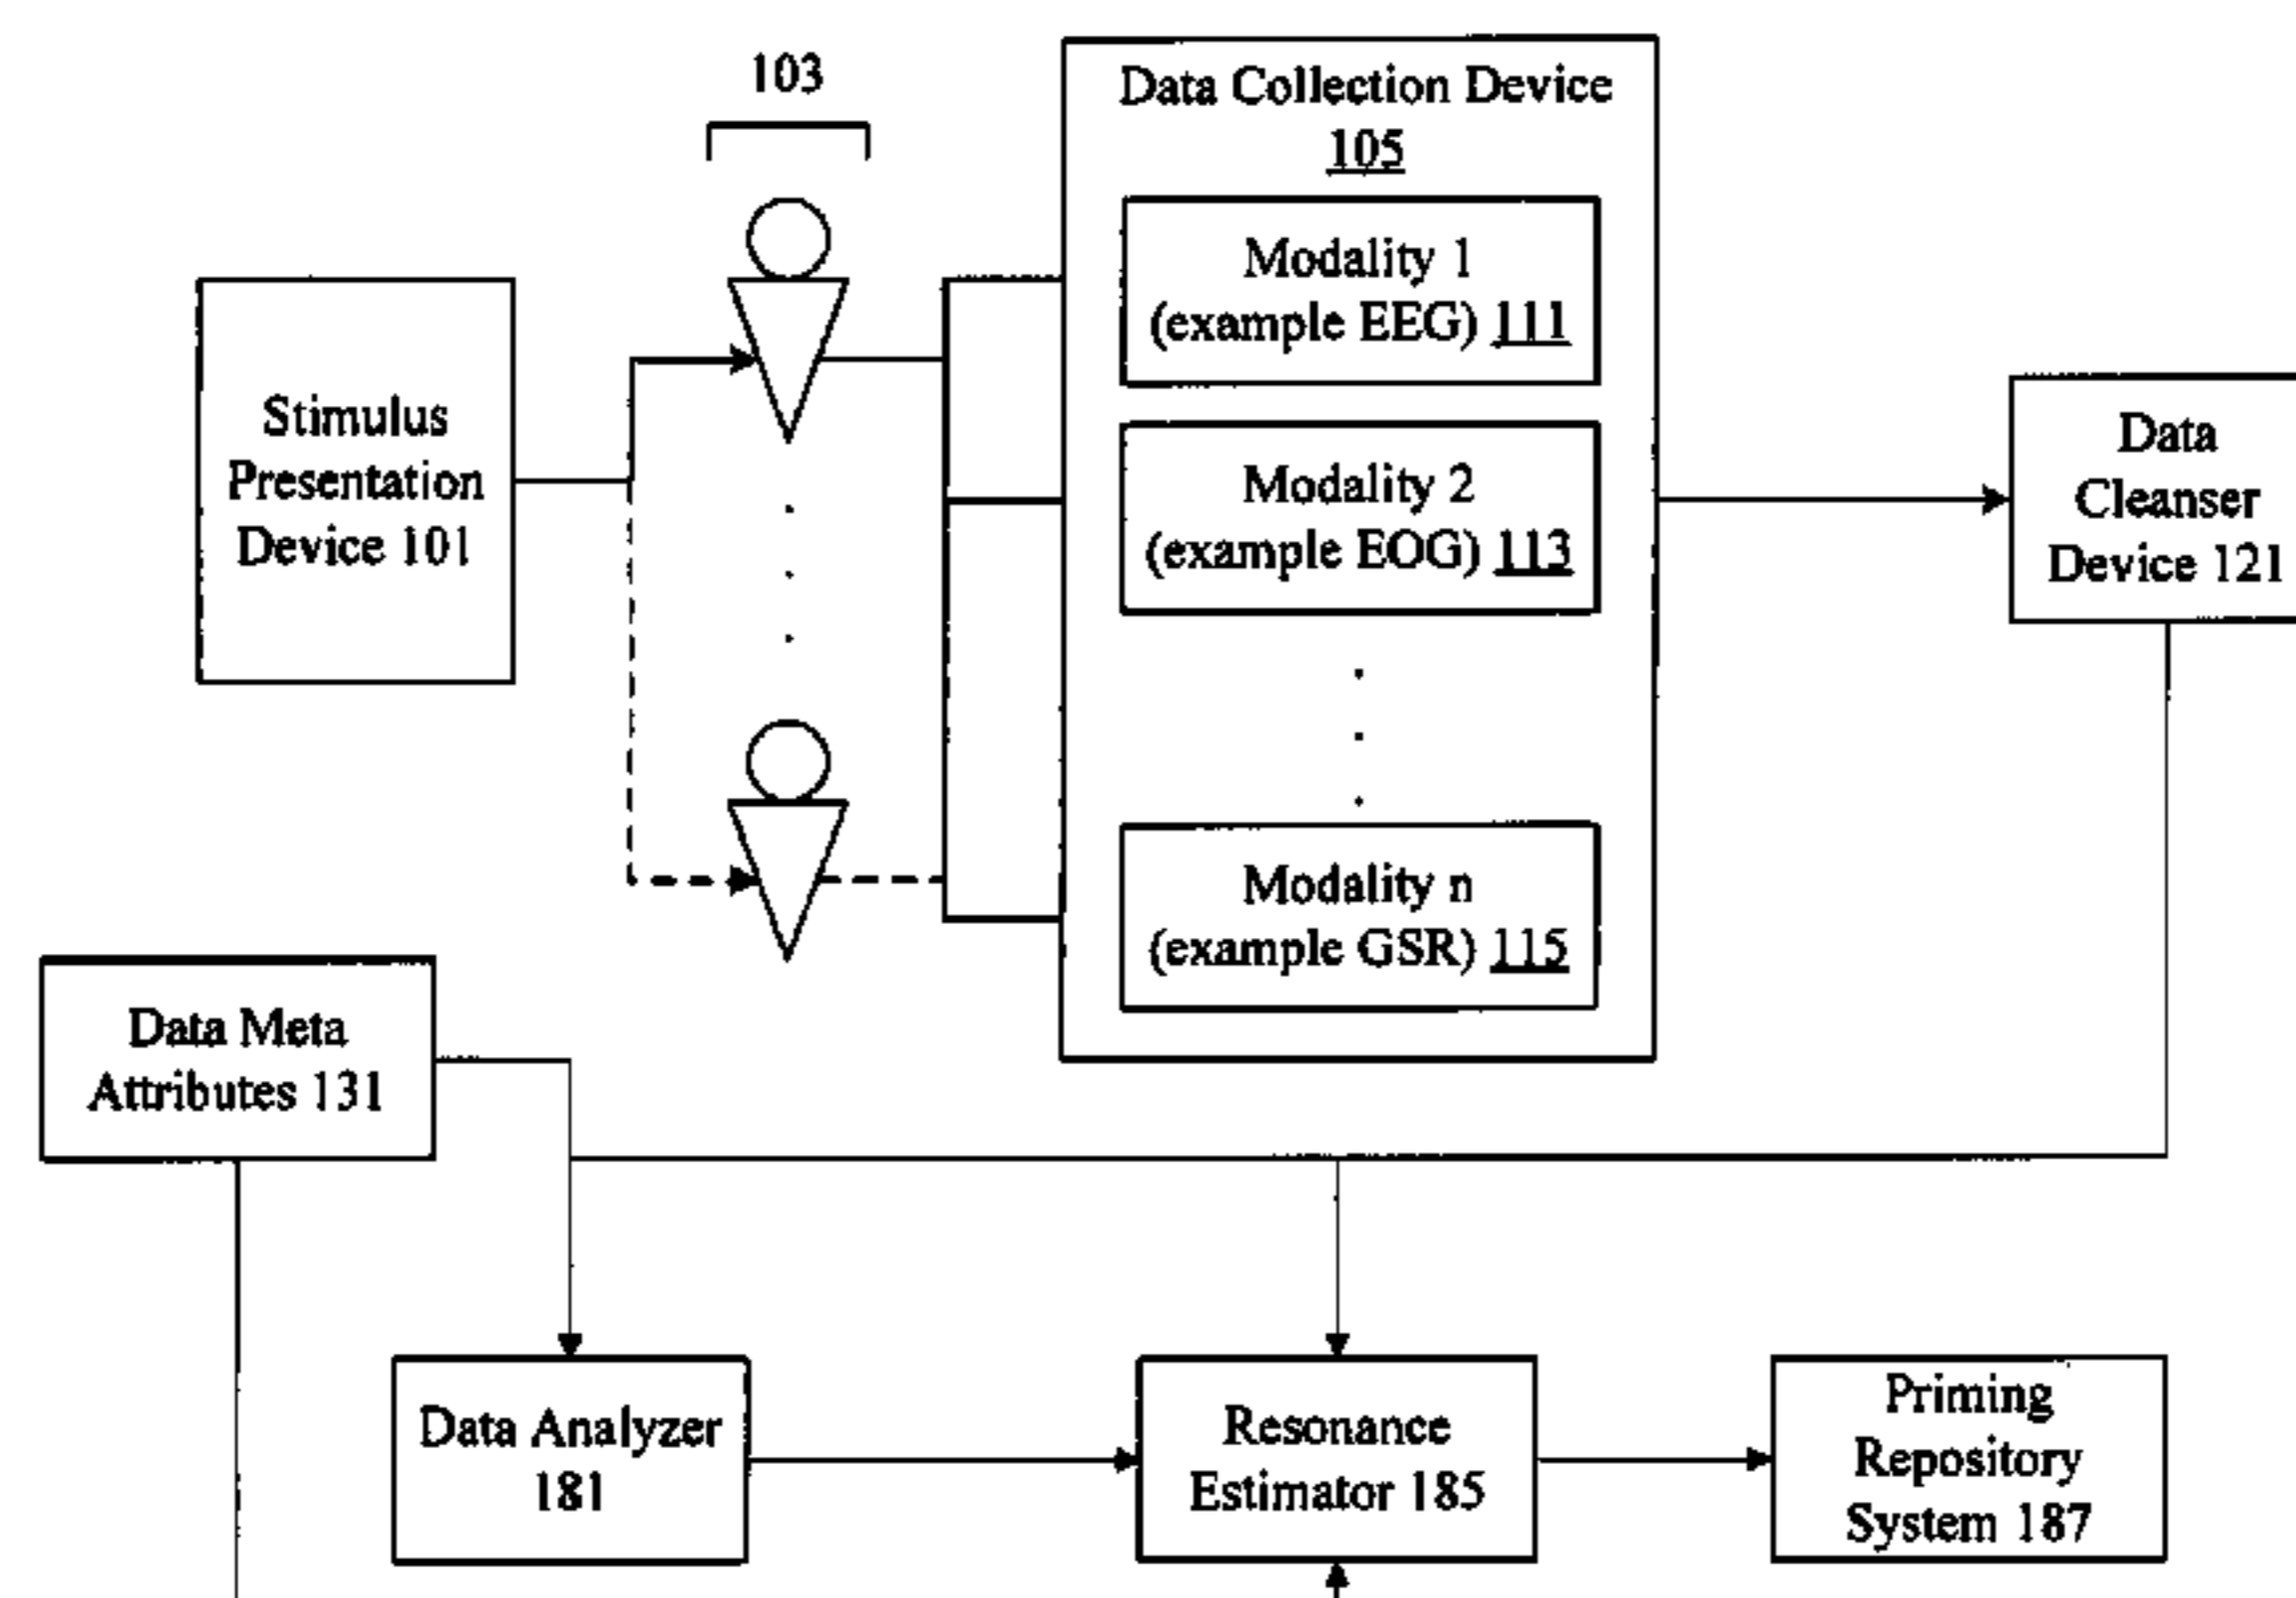 103
Data Collection Device
105
Modality 1
(example EEG) 111
Stimulus
Presentation
Device 101
Modality 2
(example EOG) 113
Data
Cleanser
Device 121
Modality n
(example GSR) 115
Data Meta
Attributes 131
Data Analyzer
181
Resonance
Estimator 185
Priming
Repository
System 187